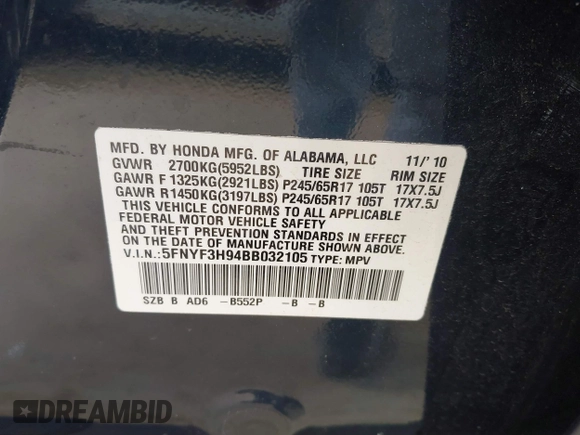 MFD. BY HONDA MFG. OF ALABAMA, LLC 11/'10
GVWR 2700KG(5952LBS) TIRE SIZE RIM SIZE
GAWR F 1325KG(2921LBS) P245/65R17 105T 17X7.5J
GAWR R1450KG(3197LBS) P245/65R17 105T 17X7.5J
THIS VEHICLE CONFORMS TO ALL APPLICABLE
FEDERAL MOTOR VEHICLE SAFETY
AND THEFT PREVENTION STANDARDS IN EFFECT
ON THE DATE OF MANUFACTURE SHOWN ABOVE.
V.I.N.:5FNYF3H94BB032105 TYPE: MPV
SZB B AD6 -B552P -B -B
DREAMBID